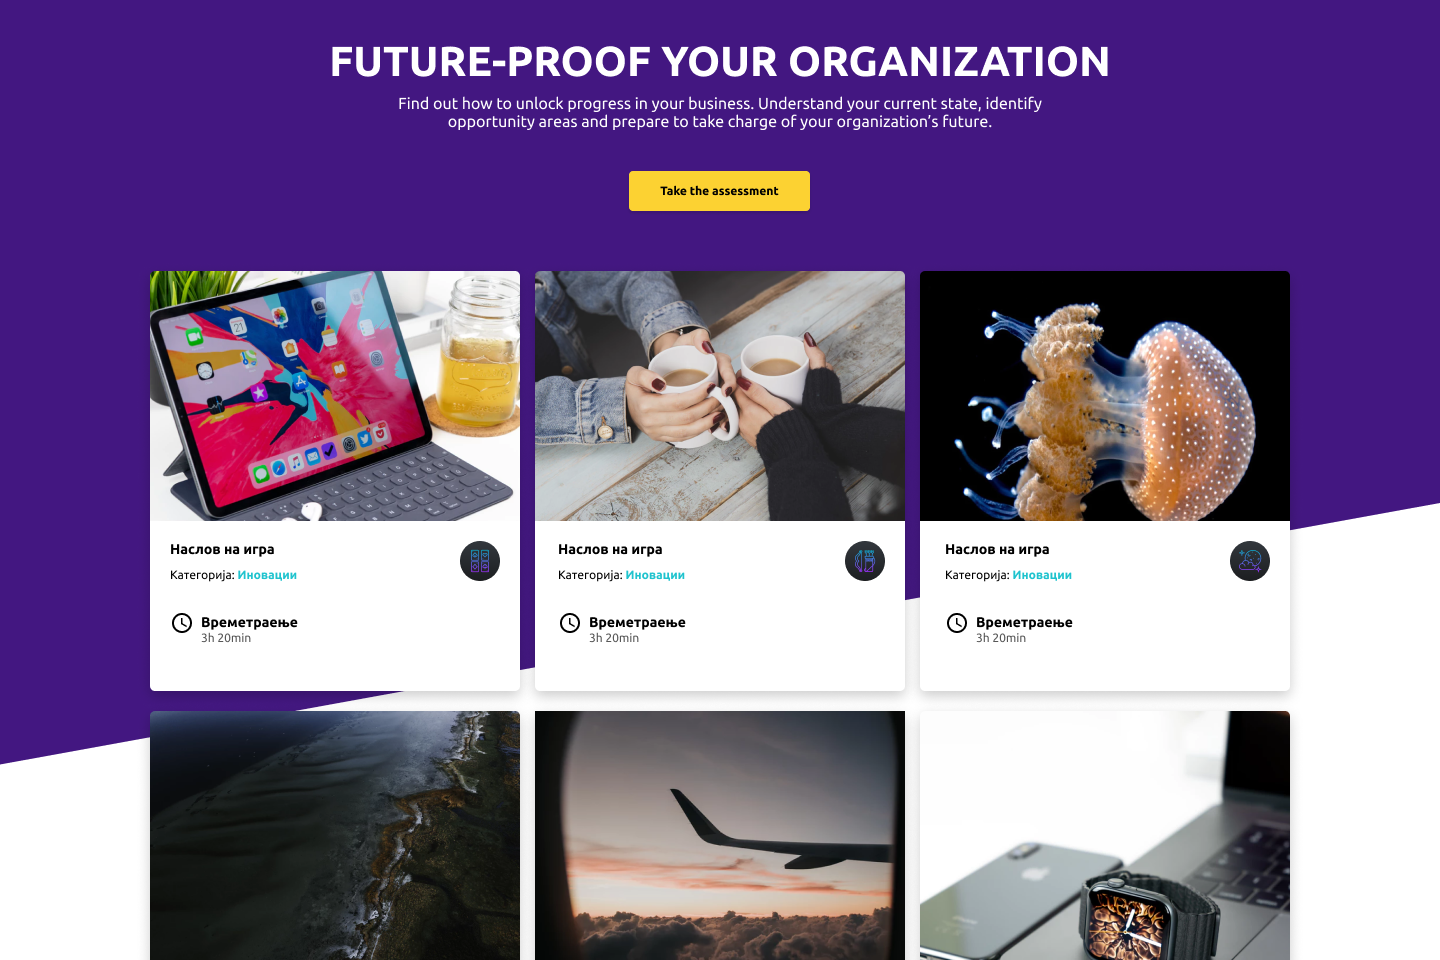 FUTURE-PROOF YOUR ORGANIZATION
Find out how to unlock progress in your business. Understand your current state, identify
opportunity areas and prepare to take charge of your organization’s future.
Take the assessment
Наслов на игра
Категорија: Иновации
Времетраење
3h 20min
Наслов на игра
Категорија: Иновации
Времетраење
3h 20min
Наслов на игра
Категорија: Иновации
Времетраење
3h 20min